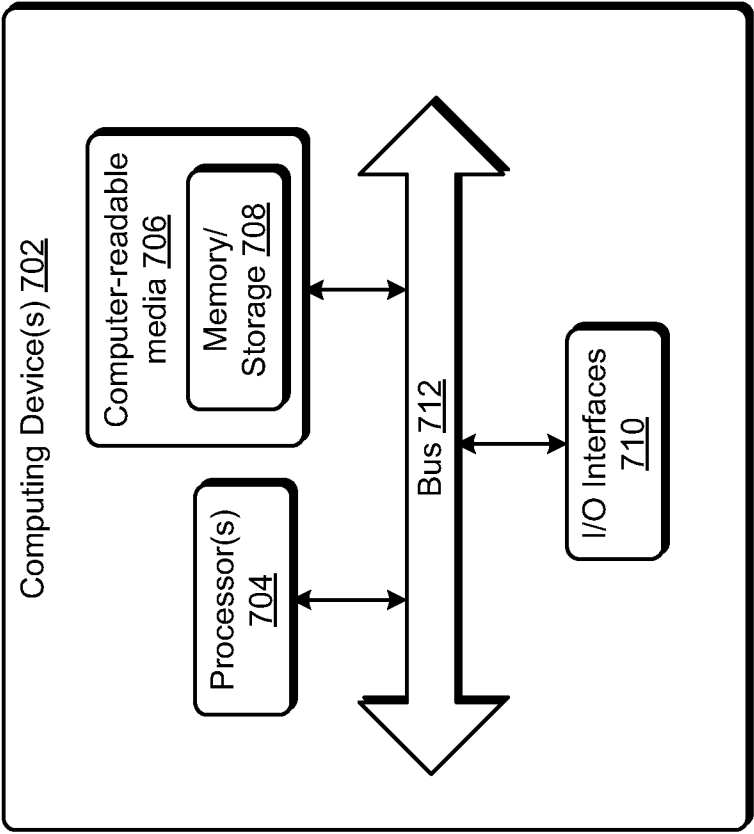 Computing Device(s) 702
Processor(s)
704
Computer-readable
media 706
Memory/
Storage 708
Bus 712
I/O Interfaces
710